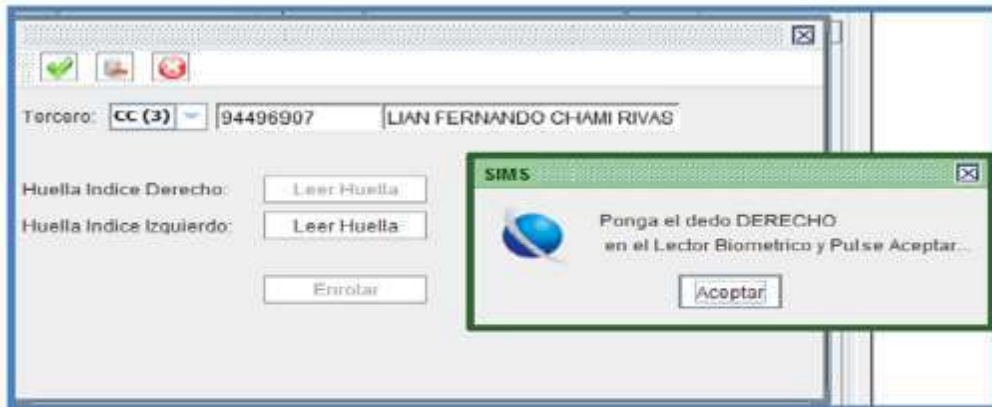 Tercero: CC (3) 94496907 LIAN FERNANDO CHAMI RIVAS
Huella Indice Derecho: Leer Huella
Huella Indice Izquierdo: Leer Huella
Enrolar
SIMS
Ponga el dedo DERECHO
en el Lector Biometrico y Pulse Aceptar...
Aceptar